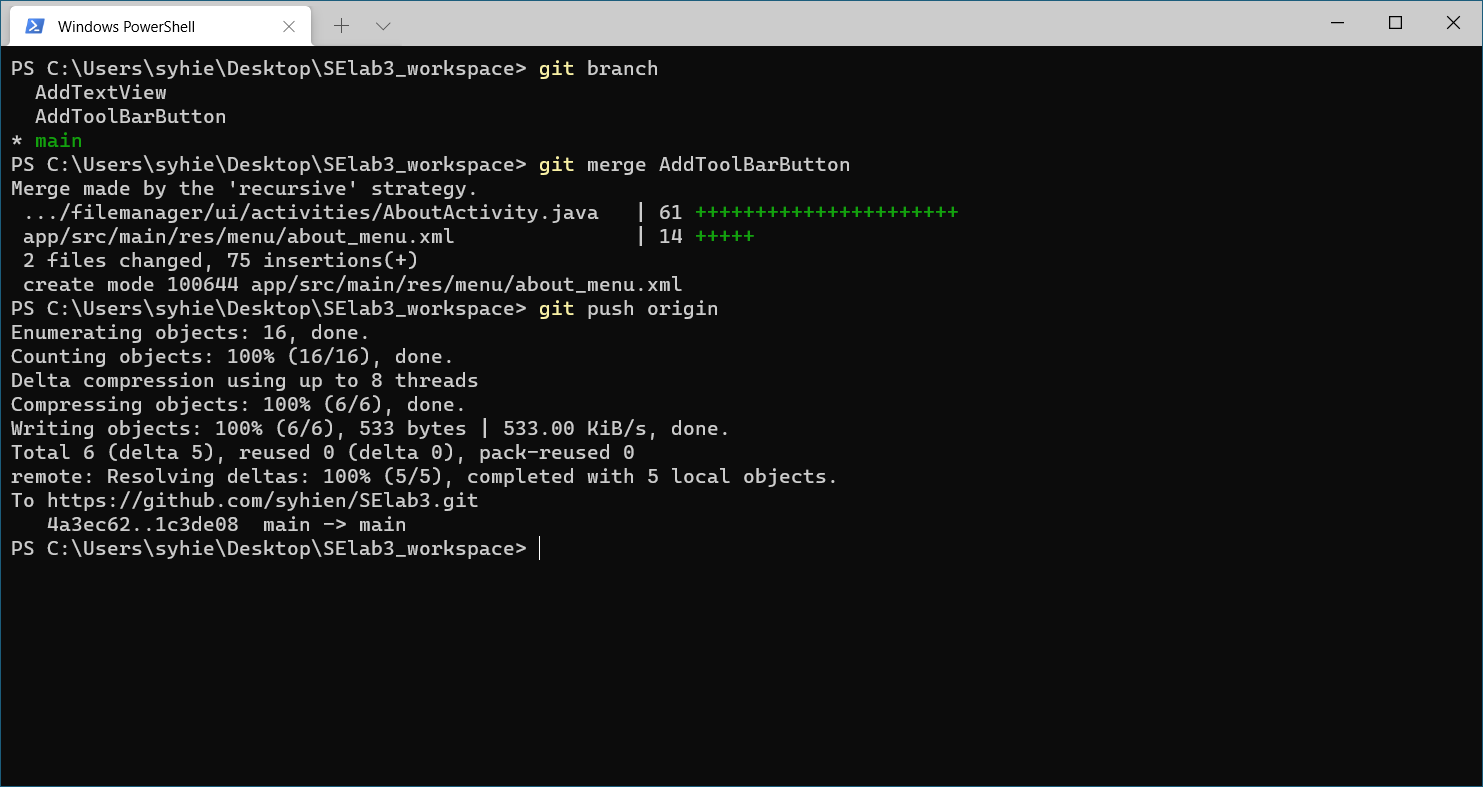 Windows PowerShell
PS C:\Users\syhie\Desktop\SElab3_workspace> git branch
  AddTextView
  AddToolBarButton
* main
PS C:\Users\syhie\Desktop\SElab3_workspace> git merge AddToolBarButton
Merge made by the 'recursive' strategy.
 .../filemanager/ui/activities/AboutActivity.java   | 61 ++++++++++++++++++++++
 app/src/main/res/menu/about_menu.xml               | 14 +++++
 2 files changed, 75 insertions(+)
 create mode 100644 app/src/main/res/menu/about_menu.xml
PS C:\Users\syhie\Desktop\SElab3_workspace> git push origin
Enumerating objects: 16, done.
Counting objects: 100% (16/16), done.
Delta compression using up to 8 threads
Compressing objects: 100% (6/6), done.
Writing objects: 100% (6/6), 533 bytes | 533.00 KiB/s, done.
Total 6 (delta 5), reused 0 (delta 0), pack-reused 0
remote: Resolving deltas: 100% (5/5), completed with 5 local objects.
To https://github.com/syhien/SElab3.git
   4a3ec62..1c3de08  main -> main
PS C:\Users\syhie\Desktop\SElab3_workspace>